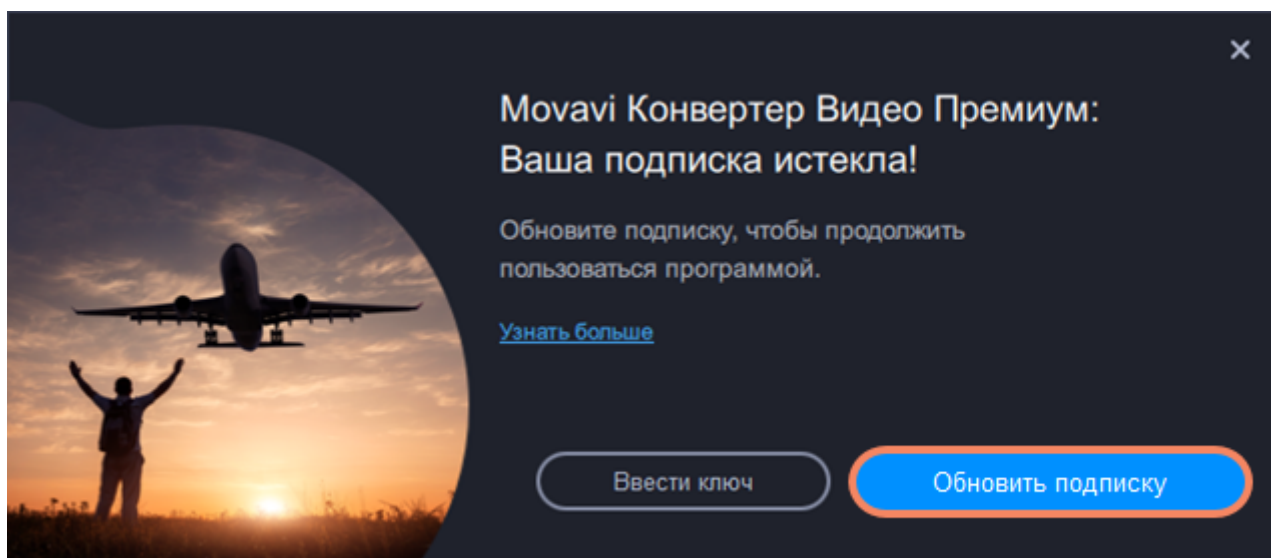 Movavi Конвертер Видео Премиум:
Ваша подписка истекла!
Обновите подписку, чтобы продолжить
пользоваться программой.
Узнать больше
Ввести ключ
Обновить подписку